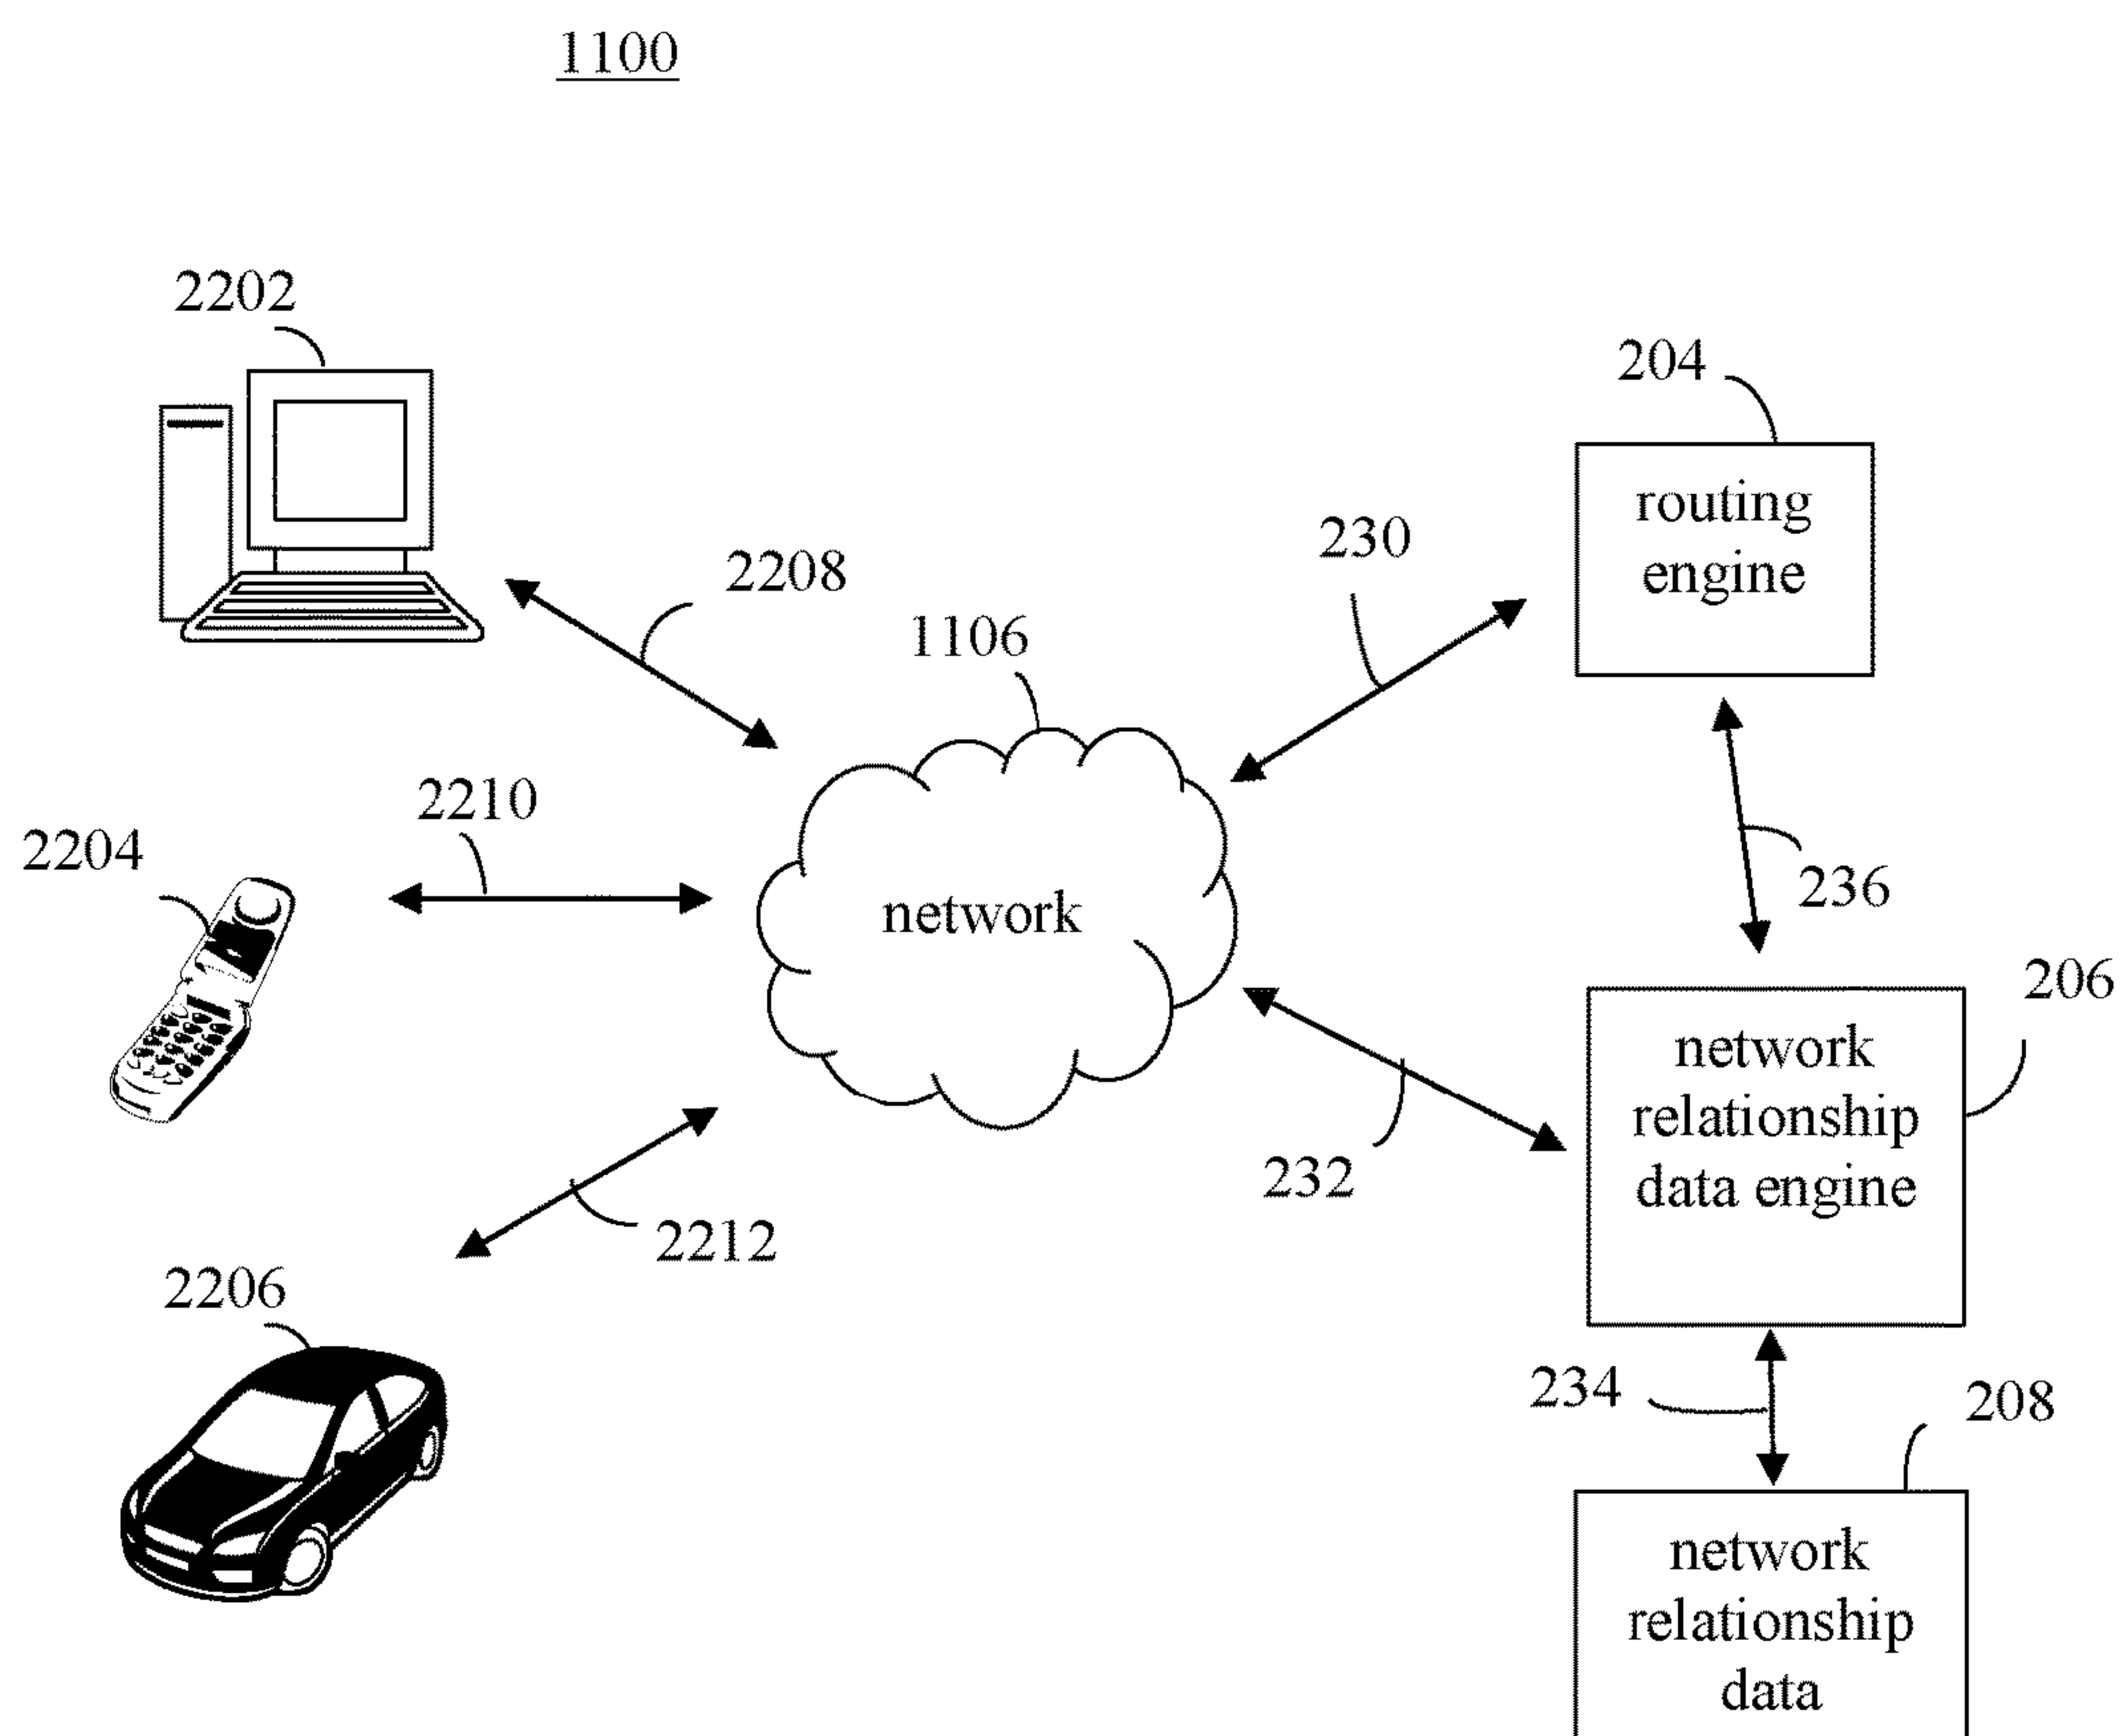 1100
2202
204
routing
engine
230
2208
1106
2210
2204
236
network
206
network
relationship
data engine
232
2212
2206
234
208
network
relationship
data